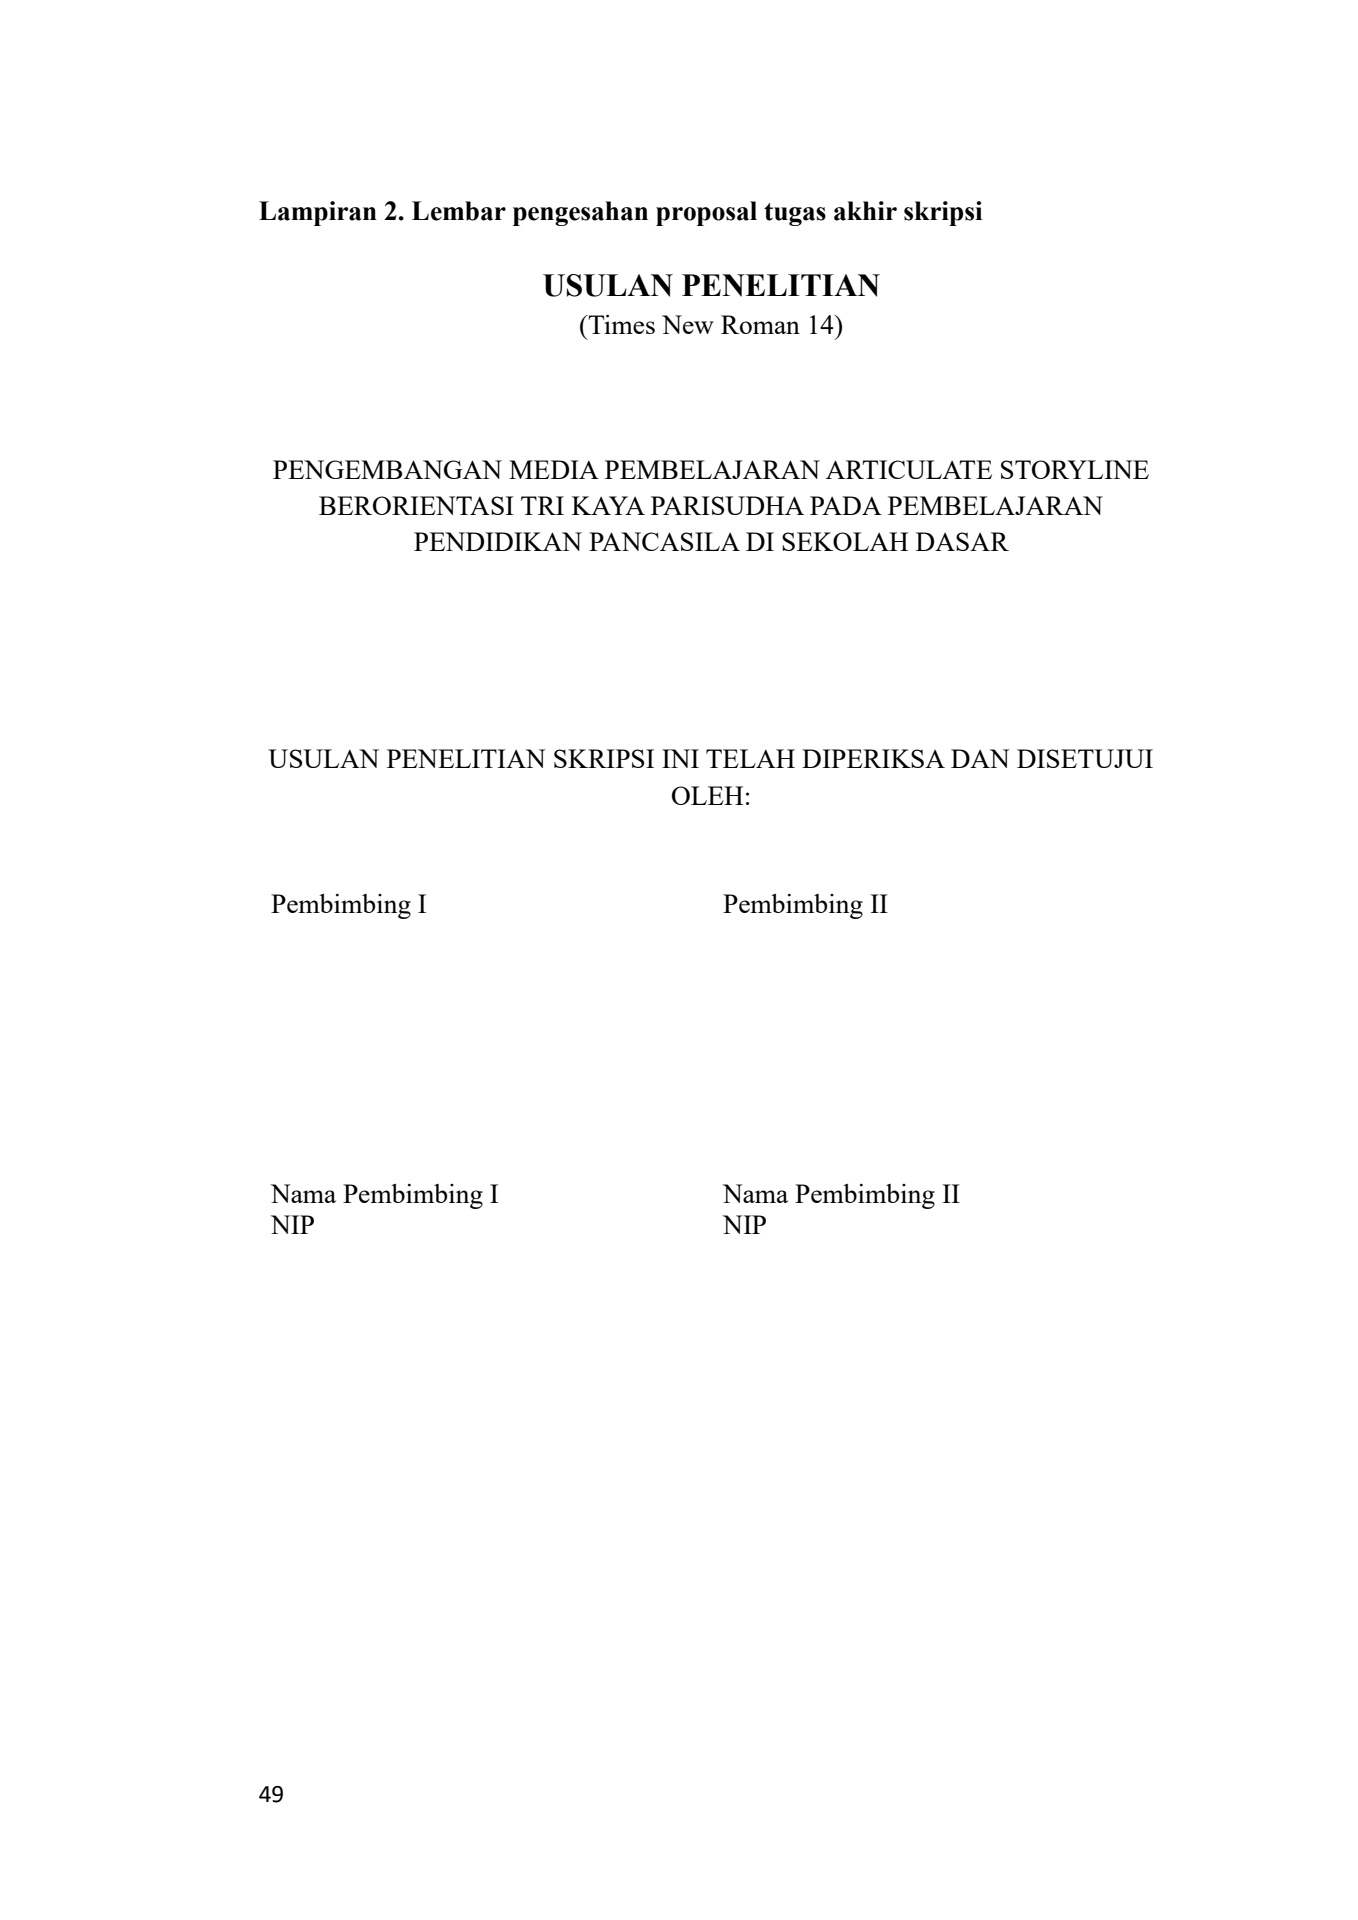 Lampiran 2. Lembar pengesahan proposal tugas akhir skripsi
USULAN PENELITIAN
(Times New Roman 14)
PENGEMBANGAN MEDIA PEMBELAJARAN ARTICULATE STORYLINE
BERORIENTASI TRI KAYA PARISUDHA PADA PEMBELAJARAN
PENDIDIKAN PANCASILA DI SEKOLAH DASAR
USULAN PENELITIAN SKRIPSI INI TELAH DIPERIKSA DAN DISETUJUI
OLEH:
Pembimbing I Pembimbing II
Nama Pembimbing I Nama Pembimbing II
NIP NIP
49